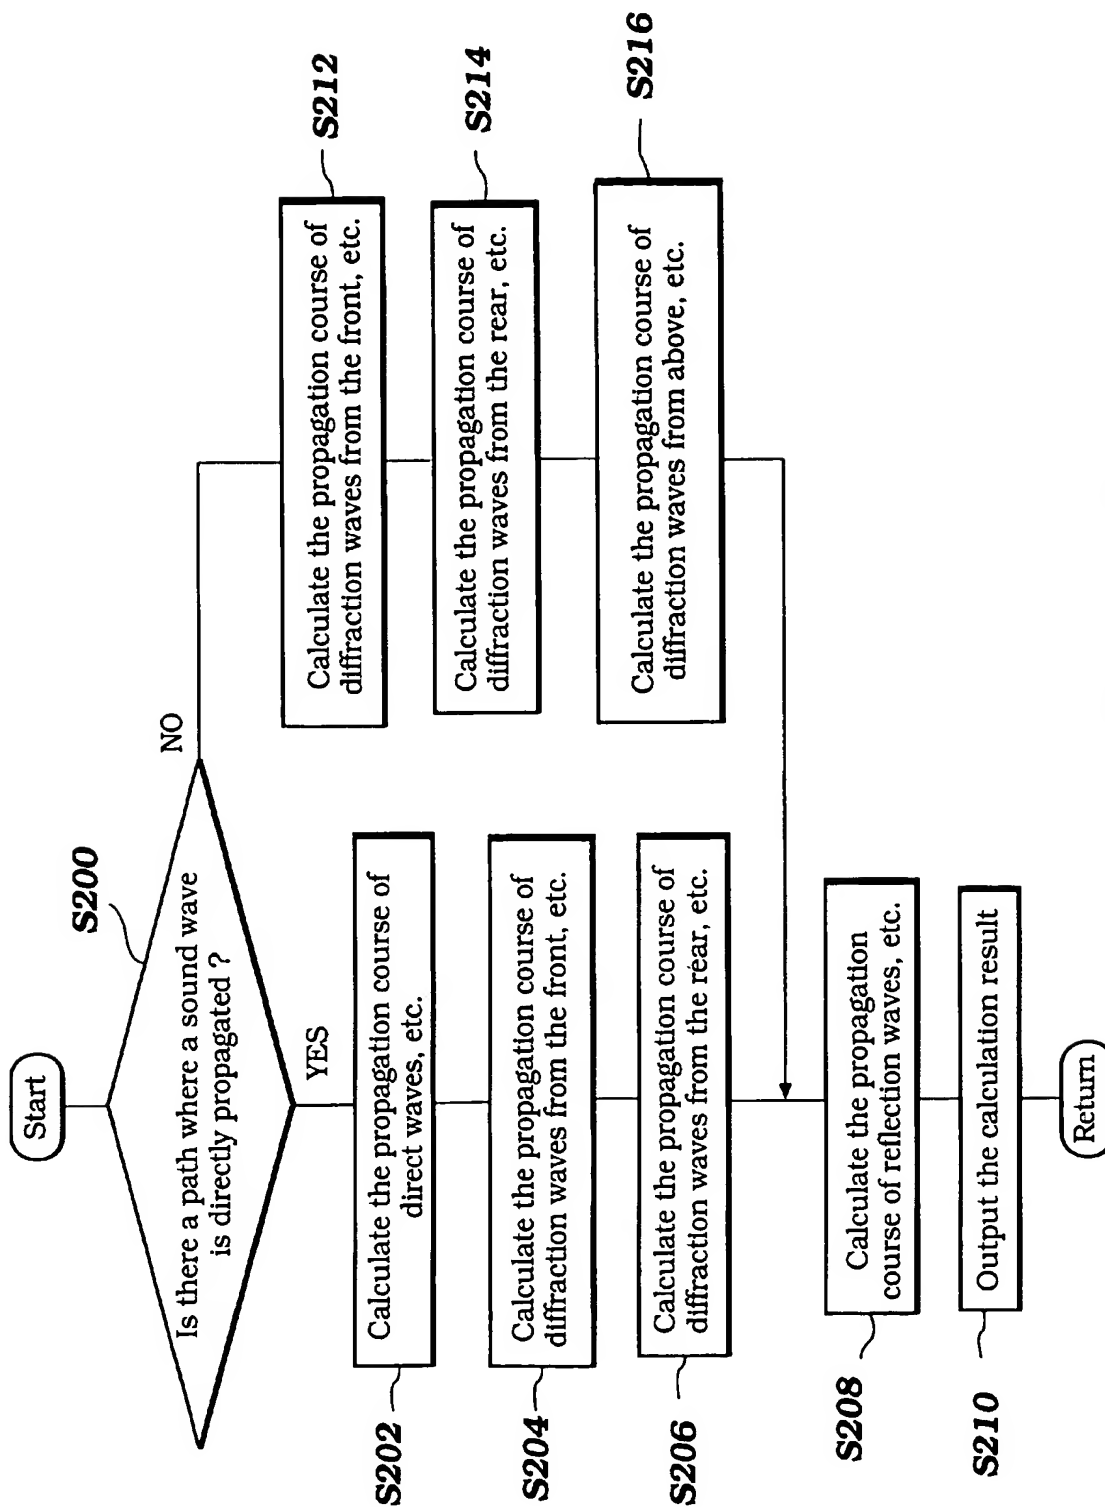 Start
S200
Is there a path where a sound wave
is directly propagated ?
NO
YES
S202
Calculate the propagation course of
direct waves, etc.
S204
Calculate the propagation course of
diffraction waves from the front, etc.
S206
Calculate the propagation course of
diffraction waves from the rear, etc.
S212
Calculate the propagation course of
diffraction waves from the front, etc.
S214
Calculate the propagation course of
diffraction waves from the rear, etc.
S216
Calculate the propagation course of
diffraction waves from above, etc.
S208
Calculate the propagation
course of reflection waves, etc.
S210
Output the calculation result
Return